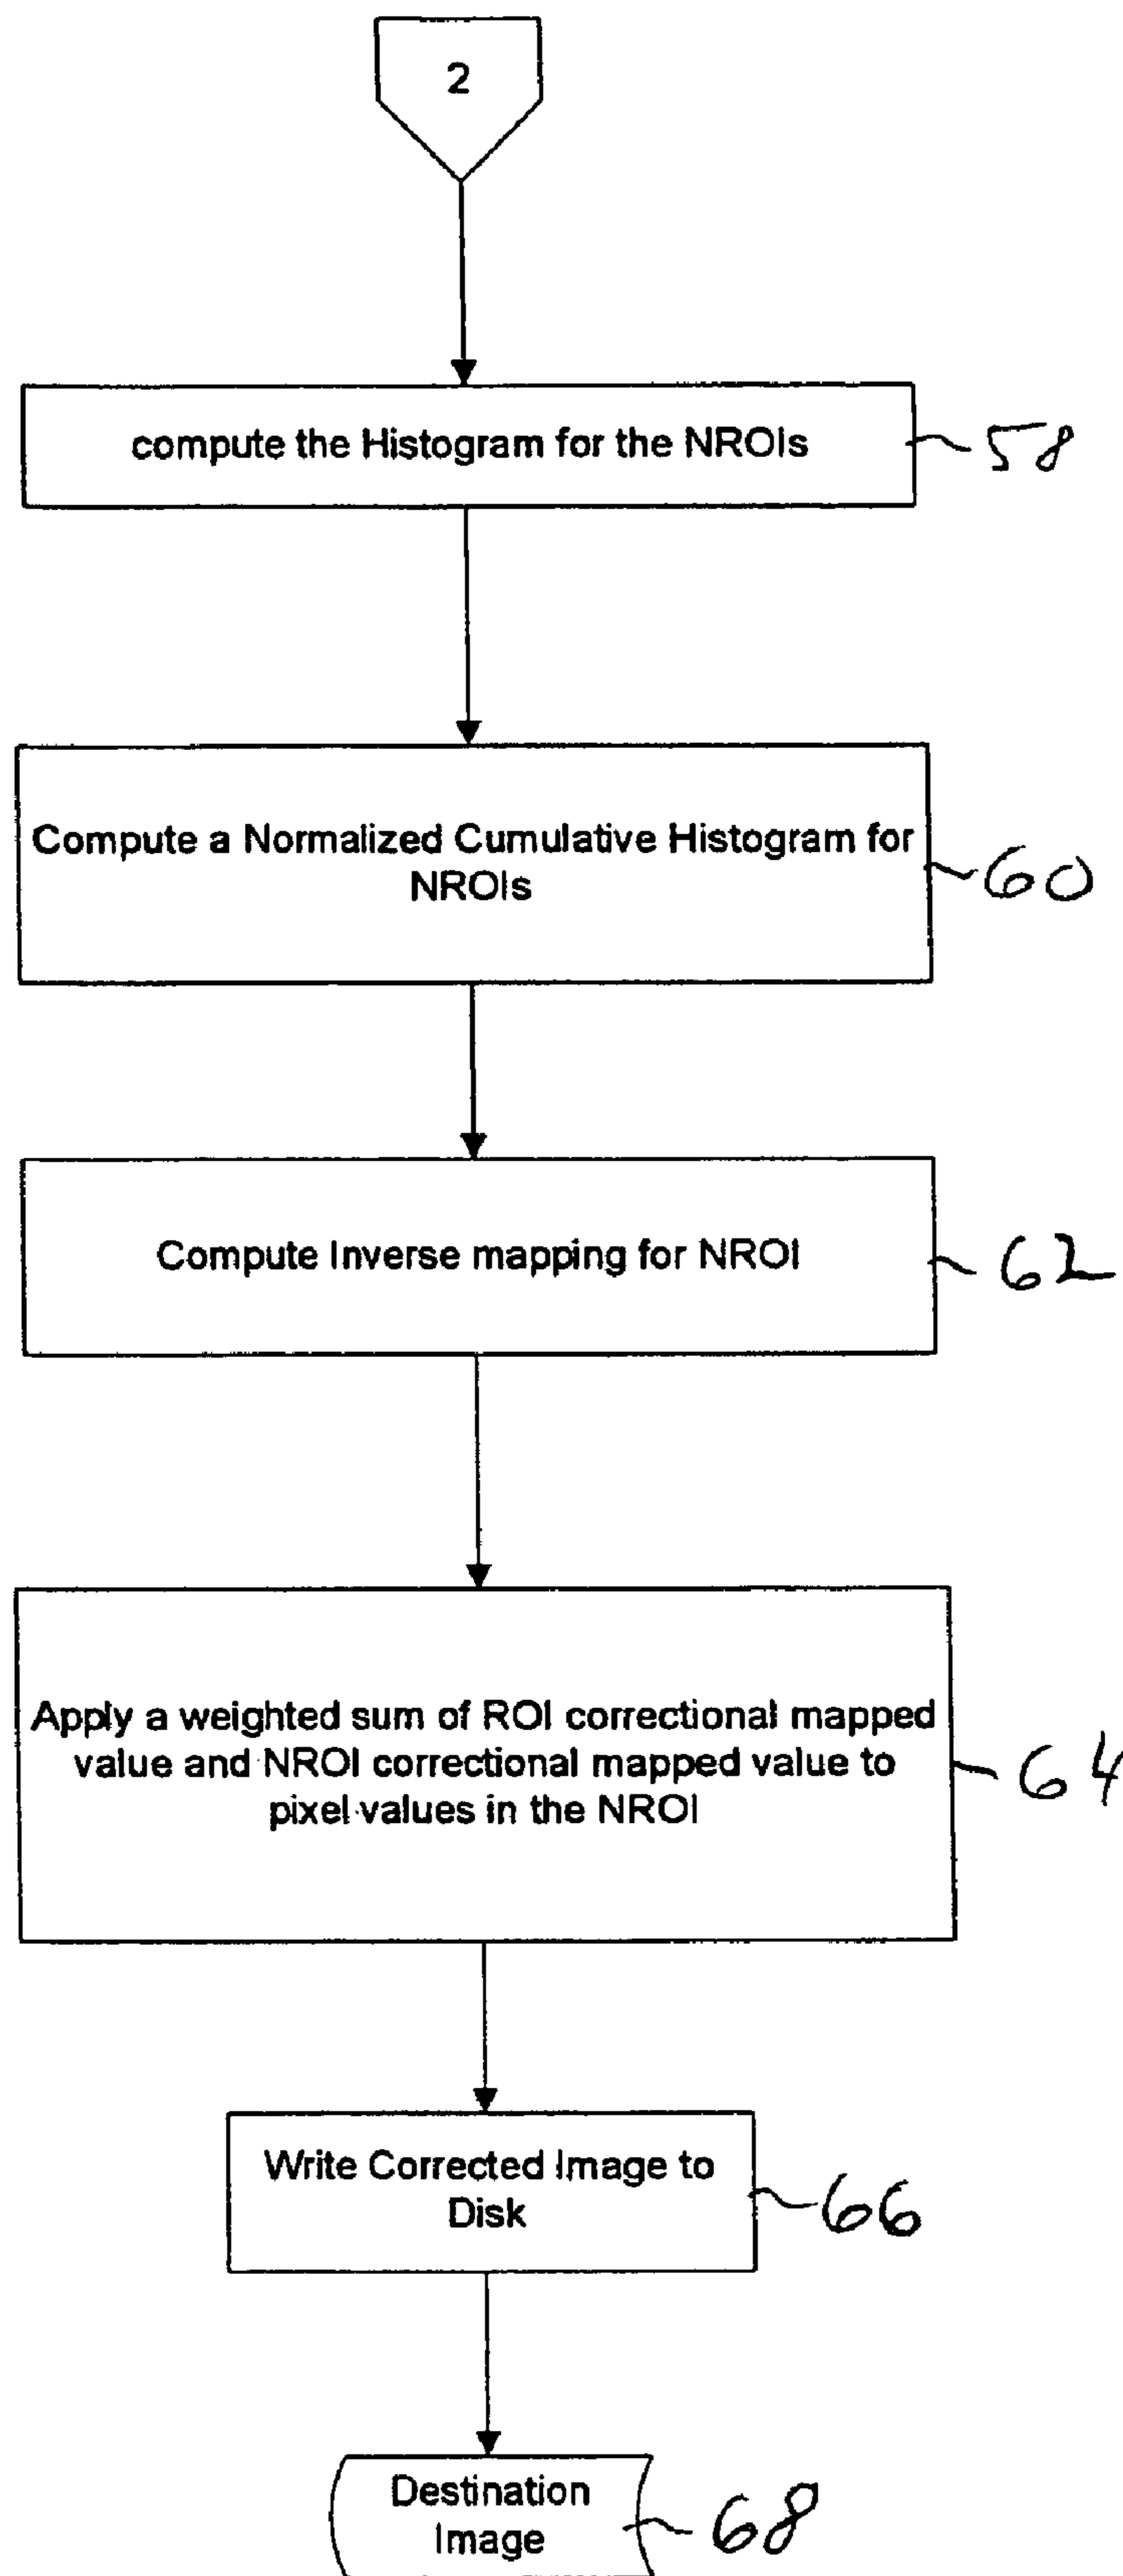 2
compute the Histogram for the NROIs
58
Compute a Normalized Cumulative Histogram for
NROIs
60
Compute Inverse mapping for NROI
62
Apply a weighted sum of ROI correctional mapped
value and NROI correctional mapped value to
pixel values in the NROI
64
Write Corrected Image to
Disk
66
Destination
Image
68